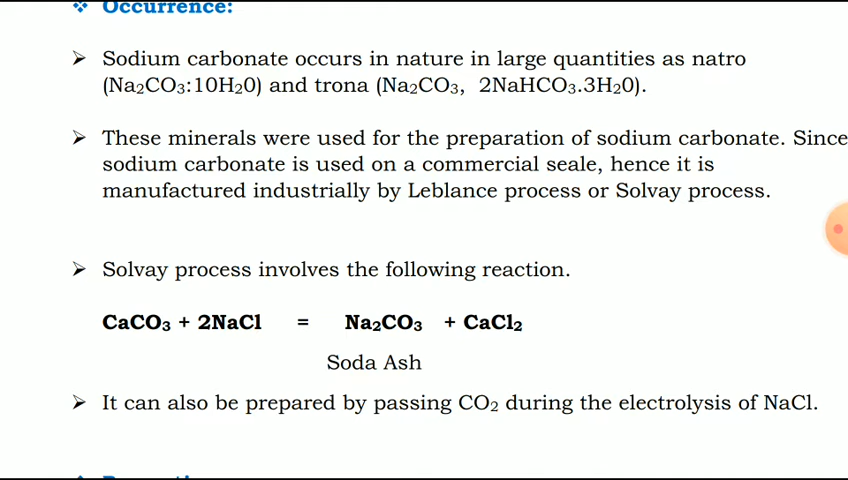 ❖ Occurrence:
➤ Sodium carbonate occurs in nature in large quantities as natro
(Na₂CO₃:10H₂0) and trona (Na₂CO₃, 2NaHCO₃.3H₂0).
➤ These minerals were used for the preparation of sodium carbonate. Since
sodium carbonate is used on a commercial seale, hence it is
manufactured industrially by Leblance process or Solvay process.
➤ Solvay process involves the following reaction.
CaCO₃ + 2NaCl = Na₂CO₃ + CaCl₂
Soda Ash
➤ It can also be prepared by passing CO₂ during the electrolysis of NaCl.